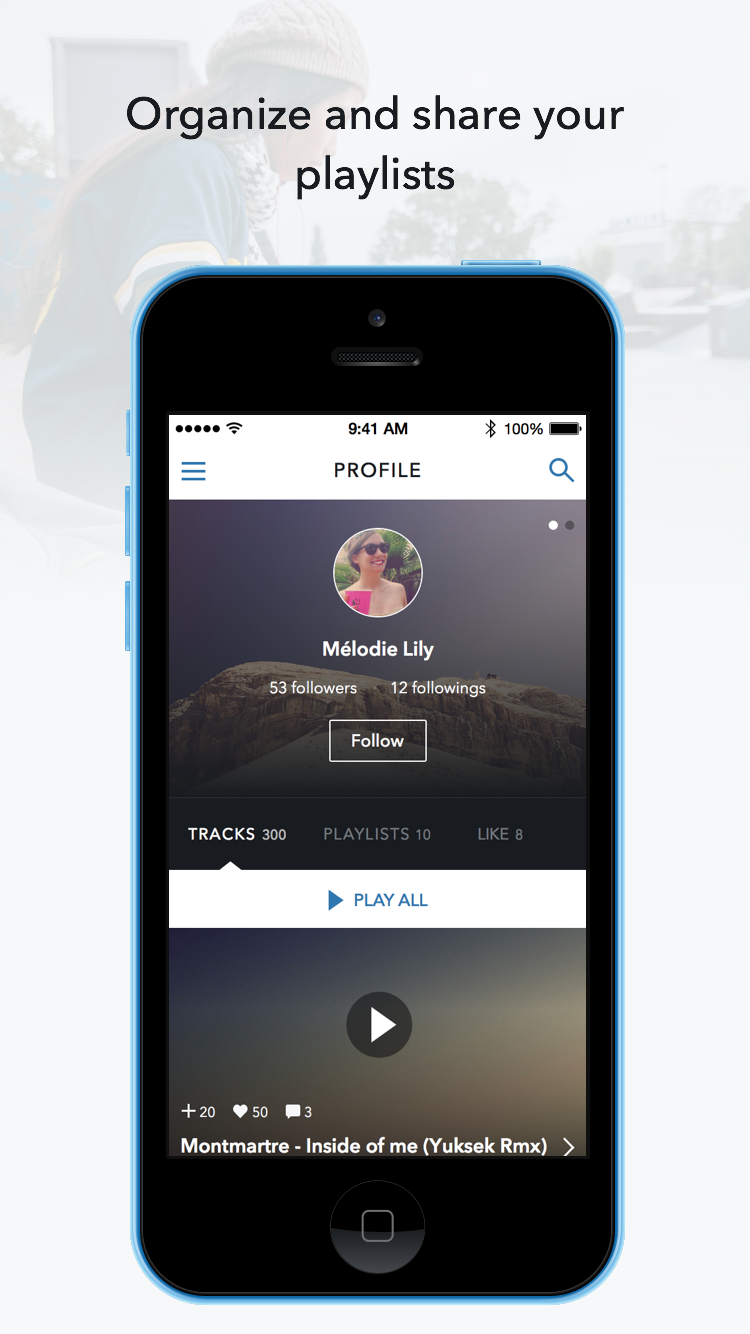 Organize and share your
playlists
9:41 AM 100%
PROFILE
Mélodie Lily
53 followers 12 followings
Follow
TRACKS 300 PLAYLISTS 10 LIKE 8
PLAY ALL
20 50 3
Montmartre - Inside of me (Yuksek Rmx)